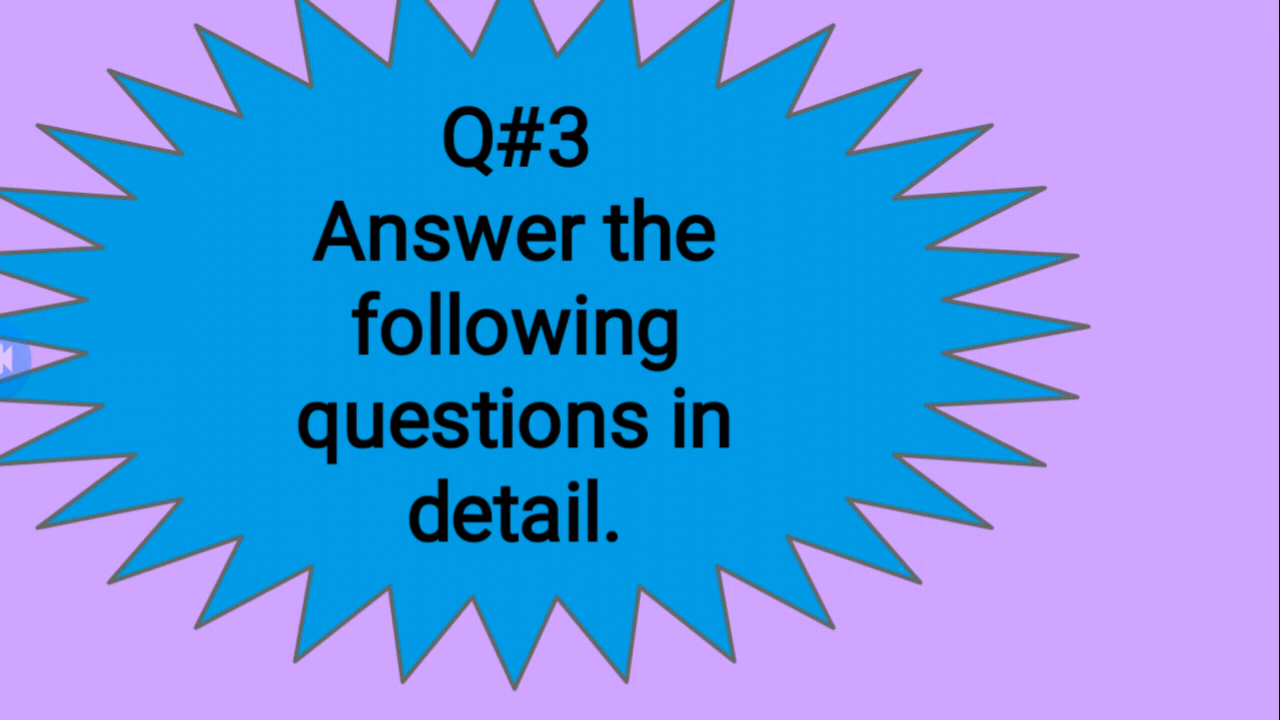 Q#3
Answer the
following
questions in
detail.